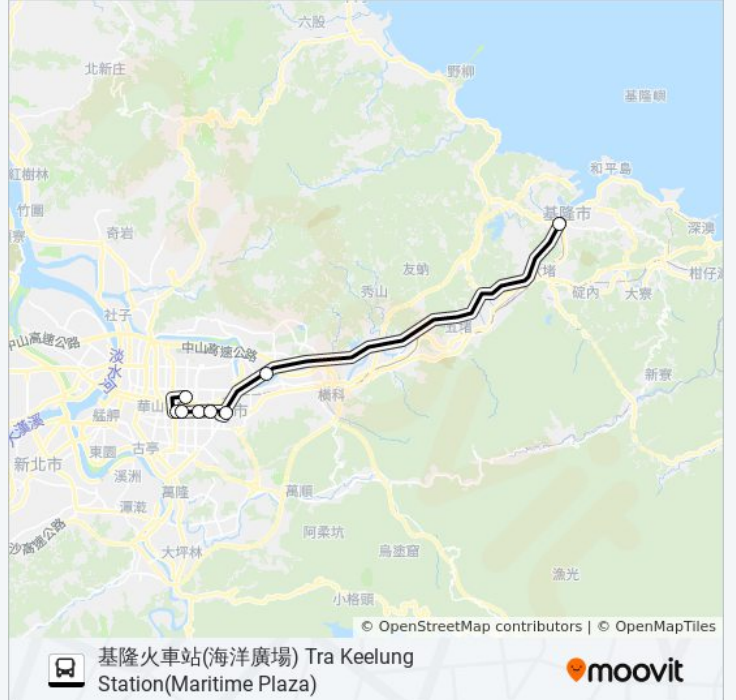 六股
北新庄
野柳
基隆嶼
和平島
紅樹林
竹圍
基隆市
奇岩
深澳
寮
友蚋
堵
柑仔
秀山
碇內
大寮
社子
五堵
中山高速公路
中山高速公路
淡水河
新寮
橫科
華山
市
艋舺
大漢溪
東園
古亭
新北市
溪洲
萬隆
萬順
潭墘
沙高速公路
阿柔坑
大坪林
烏塗窟
漁光
小格頭
© OpenStreetMap contributors | © OpenMapTiles
基隆火車站(海洋廣場) Tra Keelung
Station(Maritime Plaza)
moovit